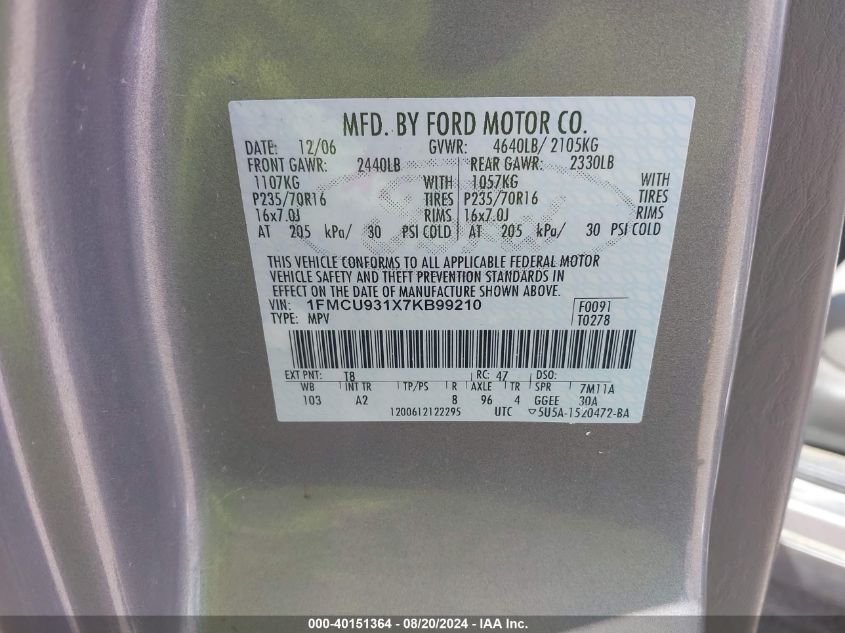 MFD. BY FORD MOTOR CO.
DATE: 12/06 GVWR: 4640LB/ 2105KG
FRONT GAWR: 2440LB REAR GAWR: 2330LB
1107KG WITH 1057KG WITH
P235/70R16 TIRES P235/70R16 TIRES
16x7.0J RIMS 16x7.0J RIMS
AT 205 kPa/ 30 PSI COLD AT 205 kPa/ 30 PSI COLD
THIS VEHICLE CONFORMS TO ALL APPLICABLE FEDERAL MOTOR
VEHICLE SAFETY AND THEFT PREVENTION STANDARDS IN
EFFECT ON THE DATE OF MANUFACTURE SHOWN ABOVE.
VIN: 1FMCU931X7KB99210 F0091
TYPE: MPV T0278
EXT PNT: T8 RC: 47 DSO:
WB INT TR TP/PS R AXLE TR SPR 7M11A
103 A2 8 96 4 GGEE 30A
1200612122295 UTC ▽5U5A-1520472-BA
000-40151364 - 08/20/2024 - IAA Inc.